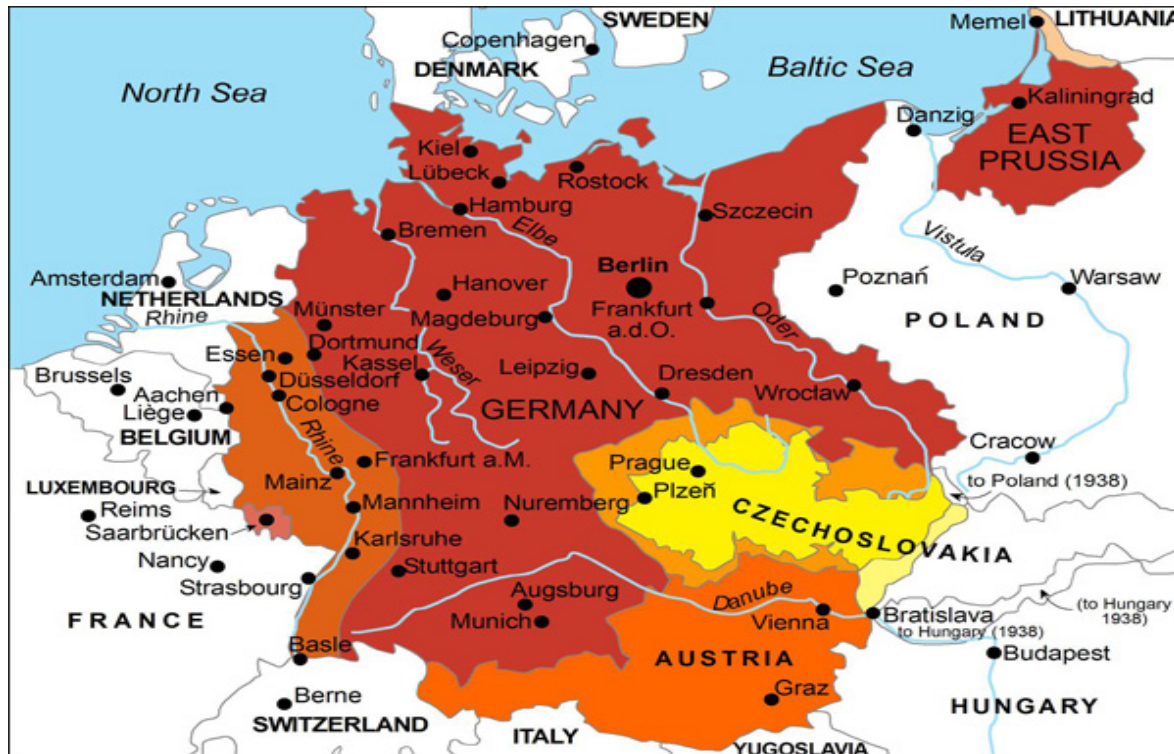 SWEDEN
Memel
LITHUANIA
Copenhagen
DENMARK
North Sea
Baltic Sea
Kaliningrad
Danzig
EAST
PRUSSIA
Kiel
Lübeck
Rostock
Hamburg
Szczecin
Bremen
Elbe
Vistula
Berlin
Amsterdam
NETHERLANDS
Hanover
Poznań
Warsaw
Rhine
Münster
Magdeburg
Frankfurt
a.d.O.
Oder
POLAND
Dortmund
Essen
Kassel
Weser
Leipzig
Dresden
Wrocław
Brussels
Düsseldorf
Aachen
Cologne
Liège
GERMANY
BELGIUM
Rhine
Cracow
Frankfurt a.M.
Prague
to Poland (1938)
Mainz
LUXEMBOURG
Plzeň
Reims
Mannheim
Nuremberg
CZECHOSLOVAKIA
Saarbrücken
Karlsruhe
Nancy
Stuttgart
Strasbourg
Augsburg
Danube
FRANCE
Munich
Vienna
Bratislava
(to Hungary
1938)
to Hungary (1938)
Basle
AUSTRIA
Budapest
Berne
Graz
HUNGARY
SWITZERLAND
ITALY
YUGOSLAVIA